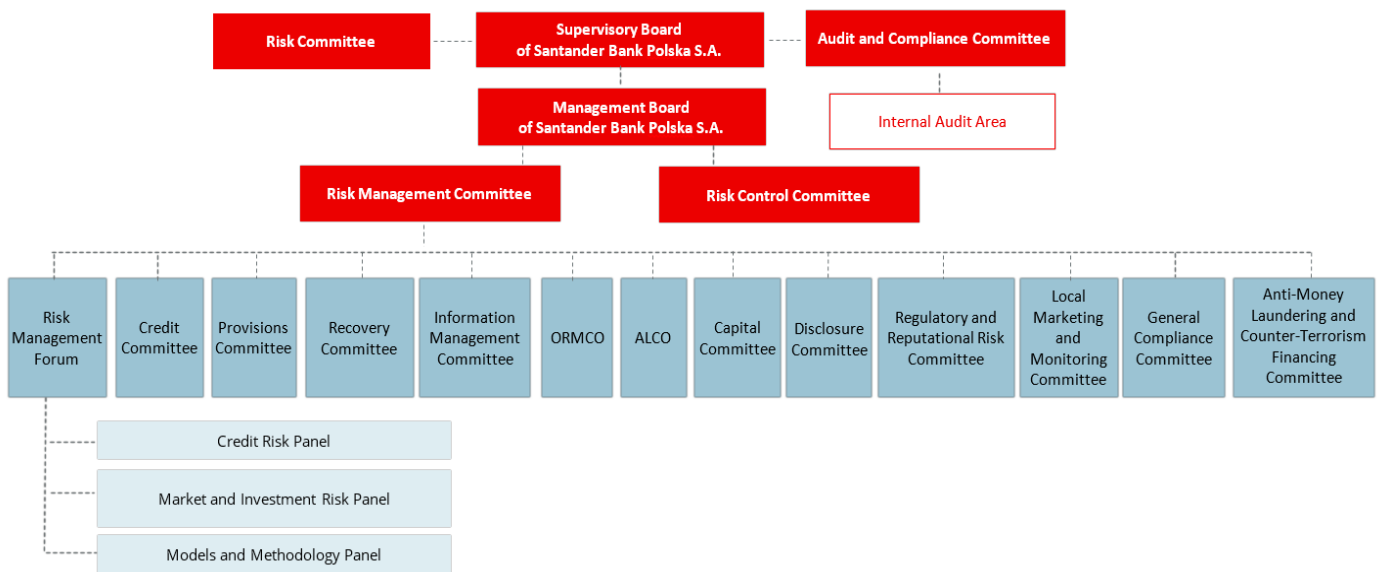 Risk Committee
Supervisory Board
of Santander Bank Polska S.A.
Audit and Compliance Committee
Management Board
of Santander Bank Polska S.A.
Internal Audit Area
Risk Management Committee
Risk Control Committee
Risk
Management
Forum
Credit
Committee
Provisions
Committee
Recovery
Committee
Information
Management
Committee
ORMCO
ALCO
Capital
Committee
Disclosure
Committee
Regulatory and
Reputational Risk
Committee
Local
Marketing
and
Monitoring
Committee
General
Compliance
Committee
Anti-Money
Laundering and
Counter-Terrorism
Financing
Committee
Credit Risk Panel
Market and Investment Risk Panel
Models and Methodology Panel